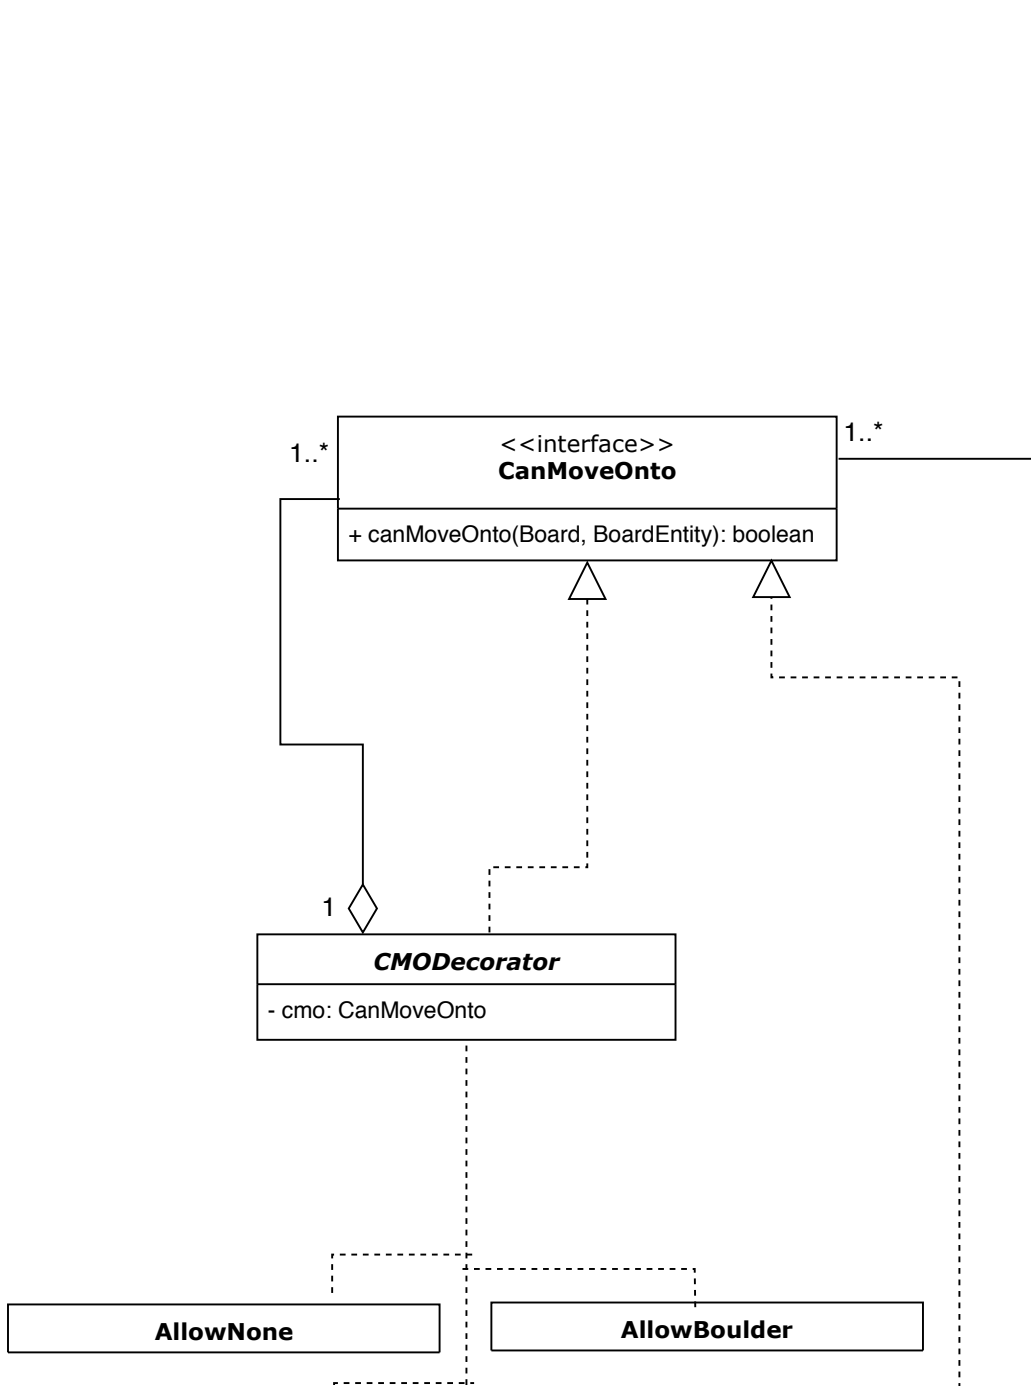 1..*
<<interface>>
CanMoveOnto
1..*
+ canMoveOnto(Board, BoardEntity): boolean
1
CMODecorator
- cmo: CanMoveOnto
AllowNone
AllowBoulder